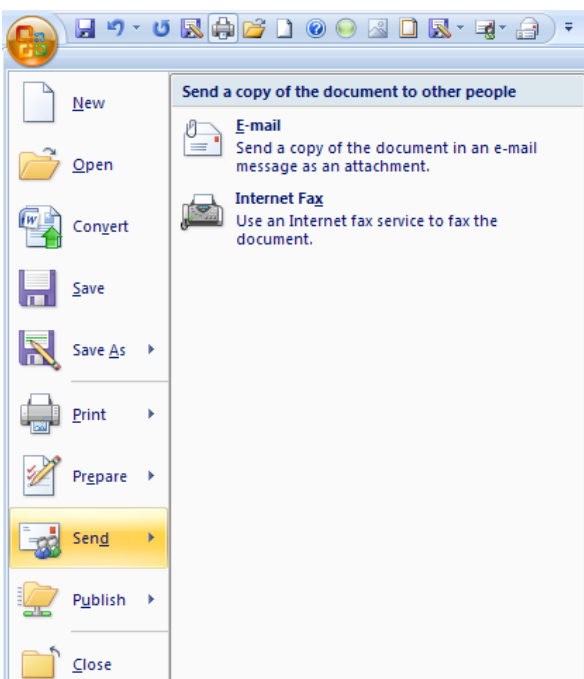 New
Open
Convert
Save
Save As
Print
Prepare
Send
Publish
Close
Send a copy of the document to other people
E-mail
Send a copy of the document in an e-mail
message as an attachment.
Internet Fax
Use an Internet fax service to fax the
document.